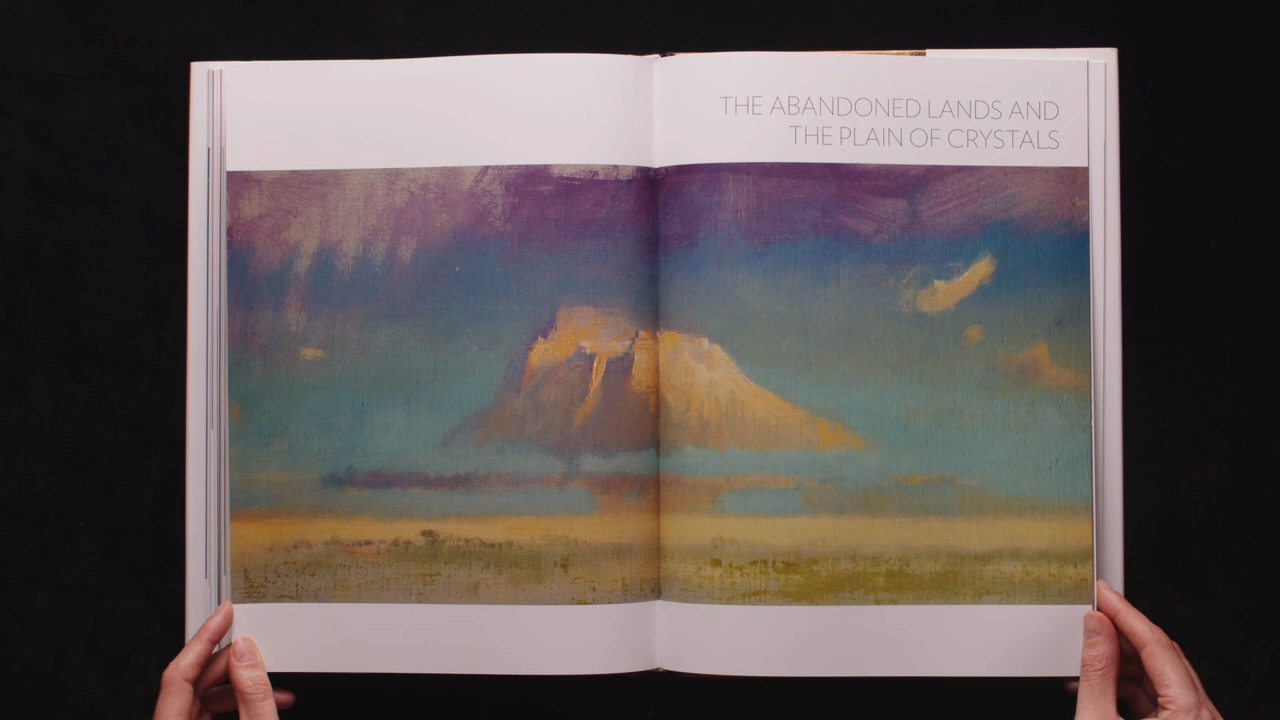 THE ABANDONED LANDS AND
THE PLAIN OF CRYSTALS